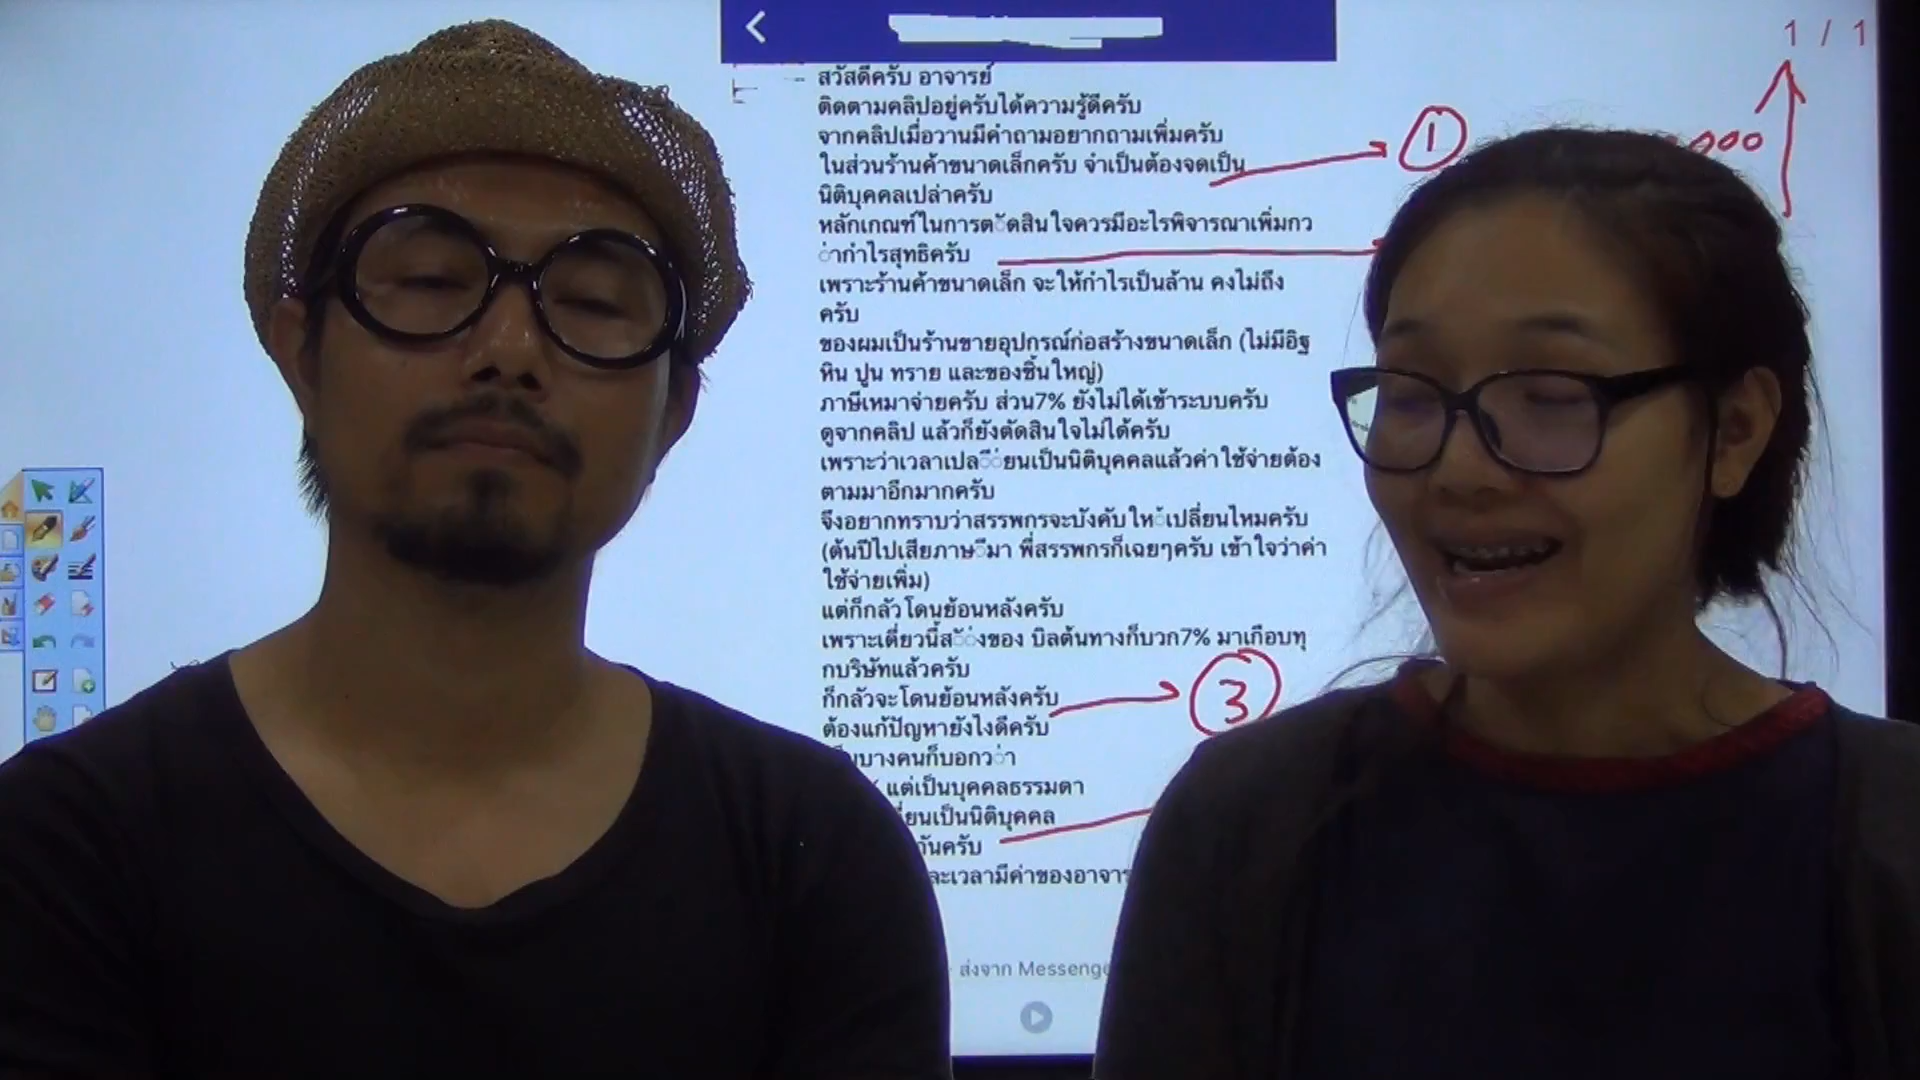 1 / 1
สวัสดีครับ อาจารย์
ติดตามคลิปอยู่ครับได้ความรู้ดีครับ
จากคลิปเมื่อวานมีคำถามอยากถามเพิ่มครับ
ในส่วนร้านค้าขนาดเล็กครับ จำเป็นต้องจดเป็น
นิติบุคคลเปล่าครับ
หลักเกณฑ์ในการตัดสินใจควรมีอะไรพิจารณาเพิ่มกว
่ากำไรสุทธิครับ
เพราะร้านค้าขนาดเล็ก จะให้กำไรเป็นล้าน คงไม่ถึง
ครับ
ของผมเป็นร้านขายอุปกรณ์ก่อสร้างขนาดเล็ก (ไม่มีอิฐ
หิน ปูน ทราย และของชิ้นใหญ่)
ภาษีเหมาจ่ายครับ ส่วน7% ยังไม่ได้เข้าระบบครับ
ดูจากคลิป แล้วก็ยังตัดสินใจไม่ได้ครับ
เพราะว่าเวลาเปลี่ยนเป็นนิติบุคคลแล้วค่าใช้จ่ายต้อง
ตามมาอีกมากครับ
จึงอยากทราบว่าสรรพกรจะบังคับให้เปลี่ยนไหมครับ
(ต้นปีไปเสียภาษีมา พี่สรรพกรก็เฉยๆครับ เข้าใจว่าค่า
ใช้จ่ายเพิ่ม)
แต่ก็กลัวโดนย้อนหลังครับ
เพราะเดี่ยวนี้สั่งของ บิลต้นทางก็บวก7% มาเกือบทุ
กบริษัทแล้วครับ
ก็กลัวจะโดนย้อนหลังครับ
ต้องแก้ปัญหายังไงดีครับ
บางคนก็บอกว่า
แต่เป็นบุคคลธรรมดา
เป็นนิติบุคคล
กันครับ
และเวลามีค่าของอาจาร
ส่งจาก Messenge
1
000
3